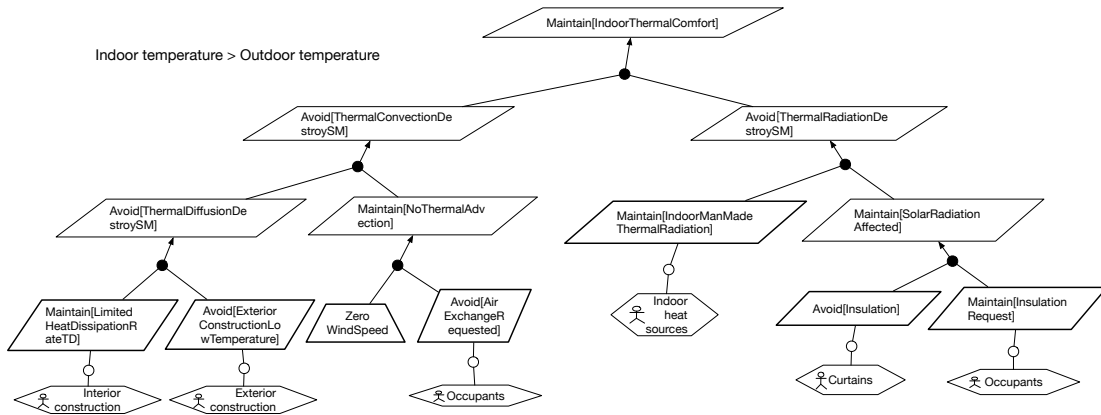 Maintain[IndoorThermalComfort]
Indoor temperature > Outdoor temperature
Avoid[ThermalConvectionDe
stroySM]
Avoid[ThermalRadiationDe
stroySM]
Avoid[ThermalDiffusionDe
stroySM]
Maintain[NoThermalAdv
ection]
Maintain[IndoorManMade
ThermalRadiation]
Maintain[SolarRadiation
Affected]
Maintain[Limited
HeatDissipationR
ateTD]
Avoid[Exterior
ConstructionLo
wTemperature]
Zero
WindSpeed
Avoid[Air
ExchangeR
equested]
Indoor
heat
sources
Avoid[Insulation]
Maintain[Insulation
Request]
Interior
construction
Exterior
construction
Occupants
Curtains
Occupants